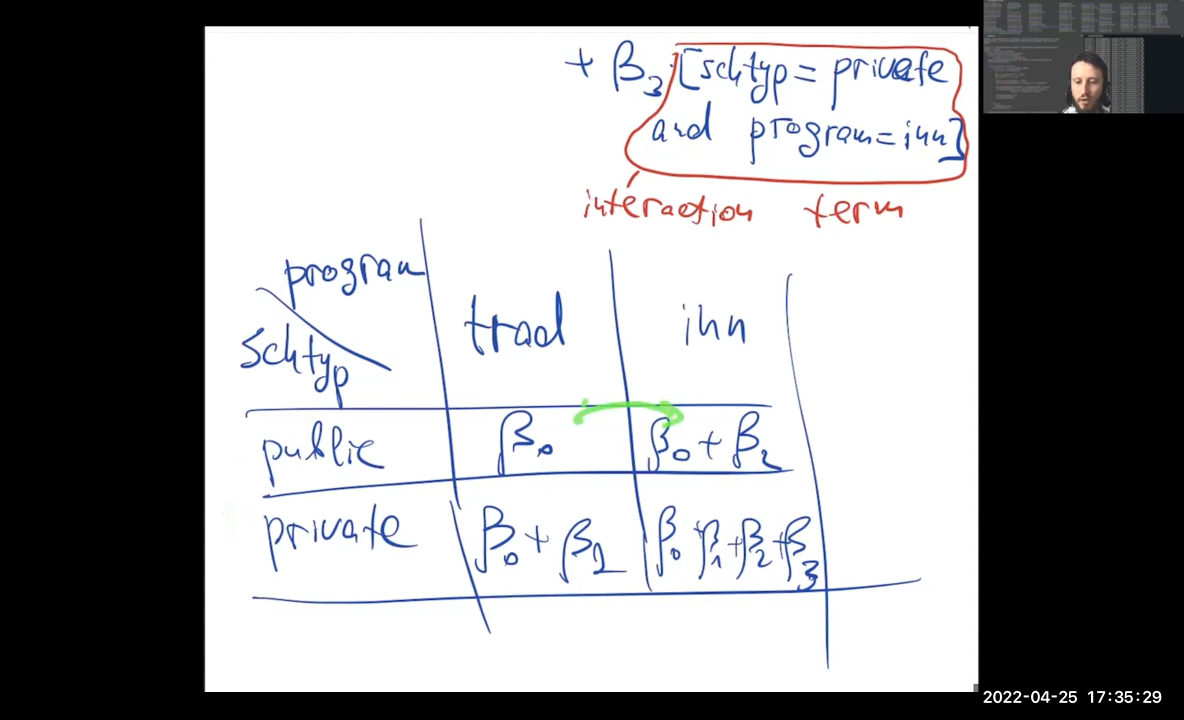 + β₃ [schtyp = private
and program = inn]
interaction term
program
schtyp
trad
inn
public
β₀
β₀ + β₂
private
β₀ + β₂
β₀ + β₁ + β₂ + β₃
2022-04-25 17:35:29